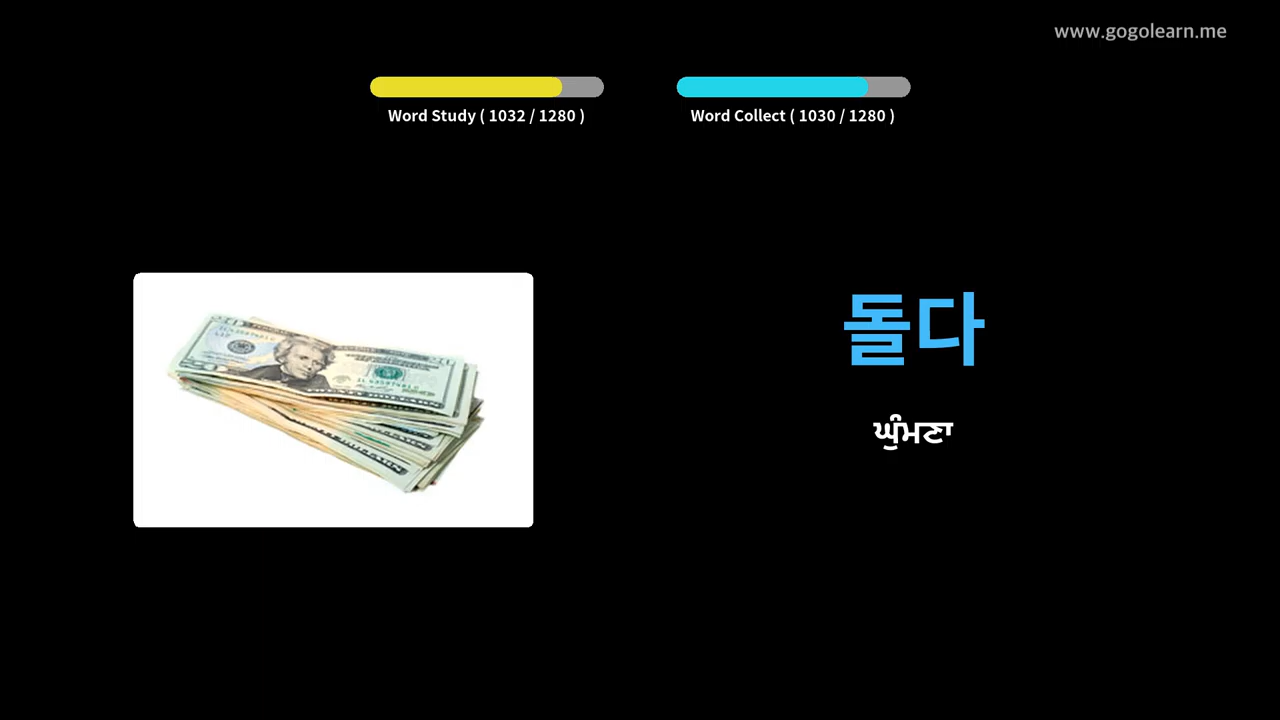 www.gogolearn.me
Word Study ( 1032 / 1280 )
Word Collect ( 1030 / 1280 )
돌다
ਘੁੰਮਣਾ